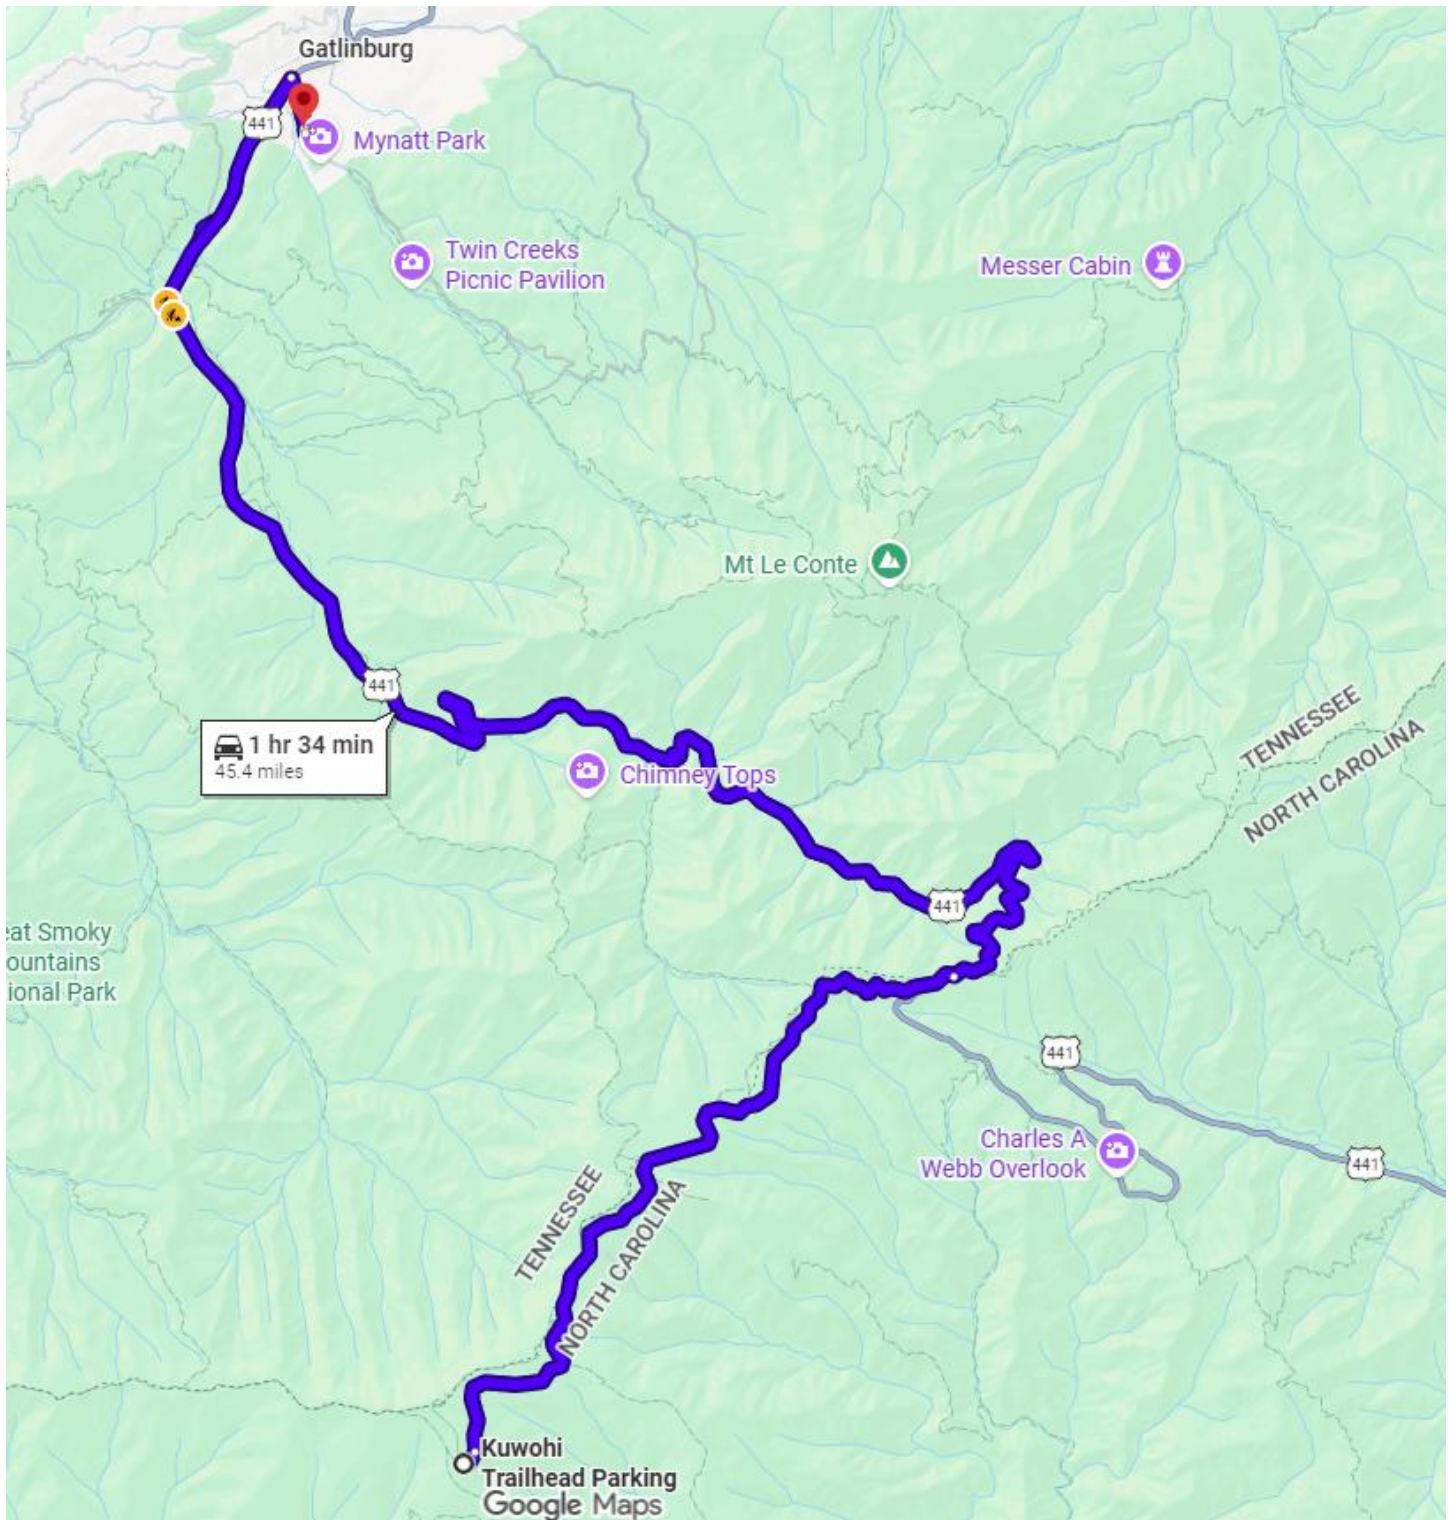 Gatlinburg
441
Mynatt Park
Twin Creeks
Picnic Pavilion
Messer Cabin
Mt Le Conte
441
1 hr 34 min
45.4 miles
Chimney Tops
TENNESSEE
NORTH CAROLINA
441
eat Smoky
ountains
ional Park
441
Charles A
Webb Overlook
441
TENNESSEE
NORTH CAROLINA
Kuwohi
Trailhead Parking
Google Maps